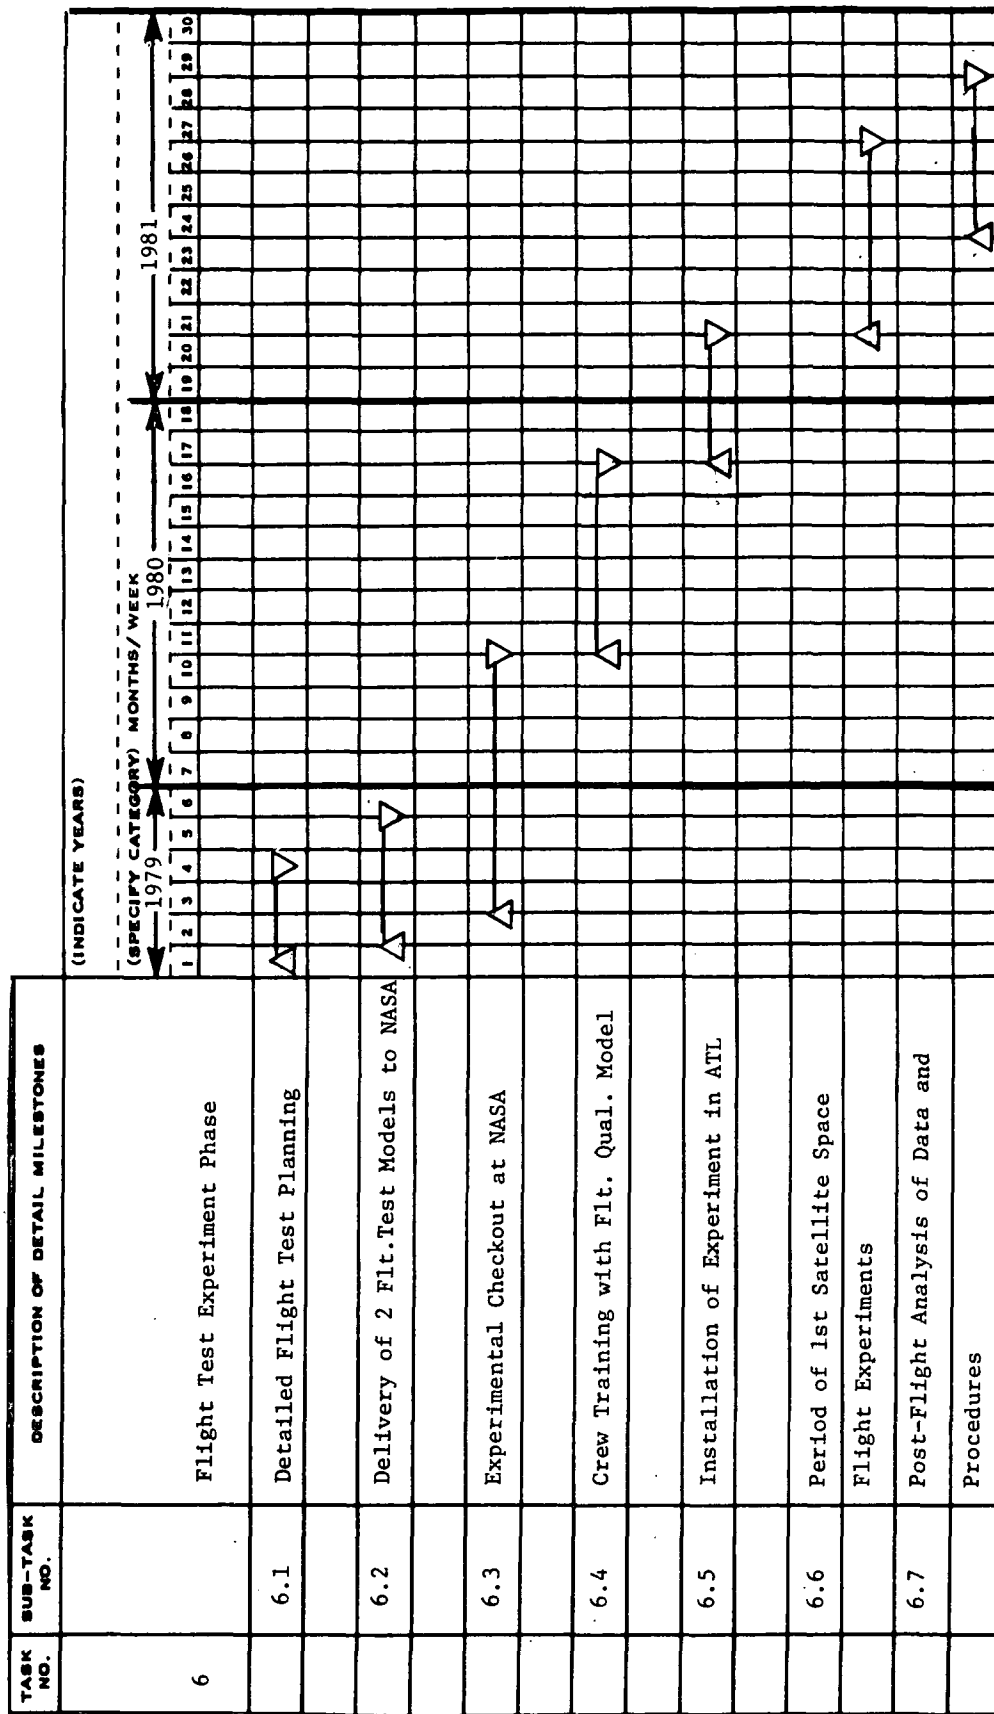 TASK NO.
SUB-TASK NO.
DESCRIPTION OF DETAIL MILESTONES
(INDICATE YEARS)
(SPECIFY CATEGORY) MONTHS/WEEK
1979 1980 1981
1 2 3 4 5 6 7 8 9 10 11 12 13 14 15 16 17 18 19 20 21 22 23 24 25 26 27 28 29 30
6 Flight Test Experiment Phase
6.1 Detailed Flight Test Planning
6.2 Delivery of 2 Flt.Test Models to NASA
6.3 Experimental Checkout at NASA
6.4 Crew Training with Flt. Qual. Model
6.5 Installation of Experiment in ATL
6.6 Period of 1st Satellite Space
Flight Experiments
6.7 Post-Flight Analysis of Data and
Procedures